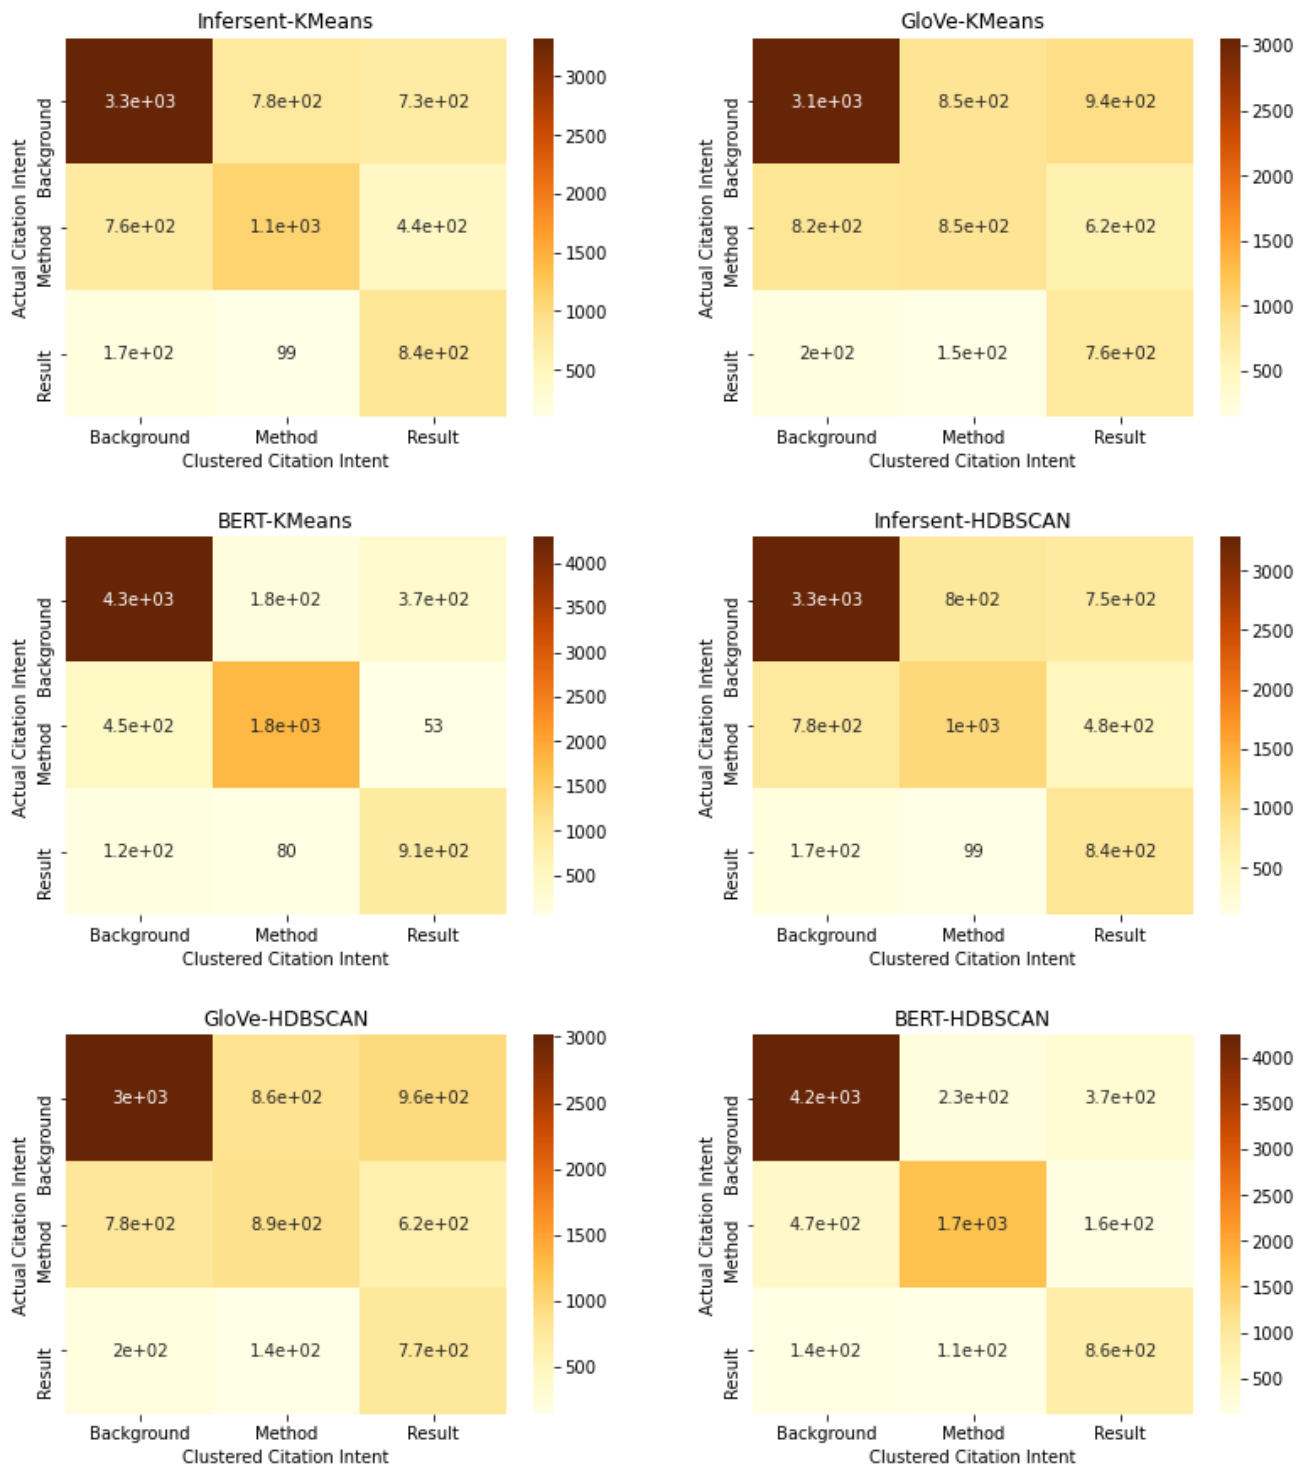 Infersent-KMeans
Actual Citation Intent
Background
Method
Result
3.3e+03 7.8e+02 7.3e+02
7.6e+02 1.1e+03 4.4e+02
1.7e+02 99 8.4e+02
Background Method Result
Clustered Citation Intent
3000
2500
2000
1500
1000
500
GloVe-KMeans
Actual Citation Intent
Background
Method
Result
3.1e+03 8.5e+02 9.4e+02
8.2e+02 8.5e+02 6.2e+02
2e+02 1.5e+02 7.6e+02
Background Method Result
Clustered Citation Intent
3000
2500
2000
1500
1000
500
BERT-KMeans
Actual Citation Intent
Background
Method
Result
4.3e+03 1.8e+02 3.7e+02
4.5e+02 1.8e+03 53
1.2e+02 80 9.1e+02
Background Method Result
Clustered Citation Intent
4000
3500
3000
2500
2000
1500
1000
500
Infersent-HDBSCAN
Actual Citation Intent
Background
Method
Result
3.3e+03 8e+02 7.5e+02
7.8e+02 1e+03 4.8e+02
1.7e+02 99 8.4e+02
Background Method Result
Clustered Citation Intent
3000
2500
2000
1500
1000
500
GloVe-HDBSCAN
Actual Citation Intent
Background
Method
Result
3e+03 8.6e+02 9.6e+02
7.8e+02 8.9e+02 6.2e+02
2e+02 1.4e+02 7.7e+02
Background Method Result
Clustered Citation Intent
3000
2500
2000
1500
1000
500
BERT-HDBSCAN
Actual Citation Intent
Background
Method
Result
4.2e+03 2.3e+02 3.7e+02
4.7e+02 1.7e+03 1.6e+02
1.4e+02 1.1e+02 8.6e+02
Background Method Result
Clustered Citation Intent
4000
3500
3000
2500
2000
1500
1000
500